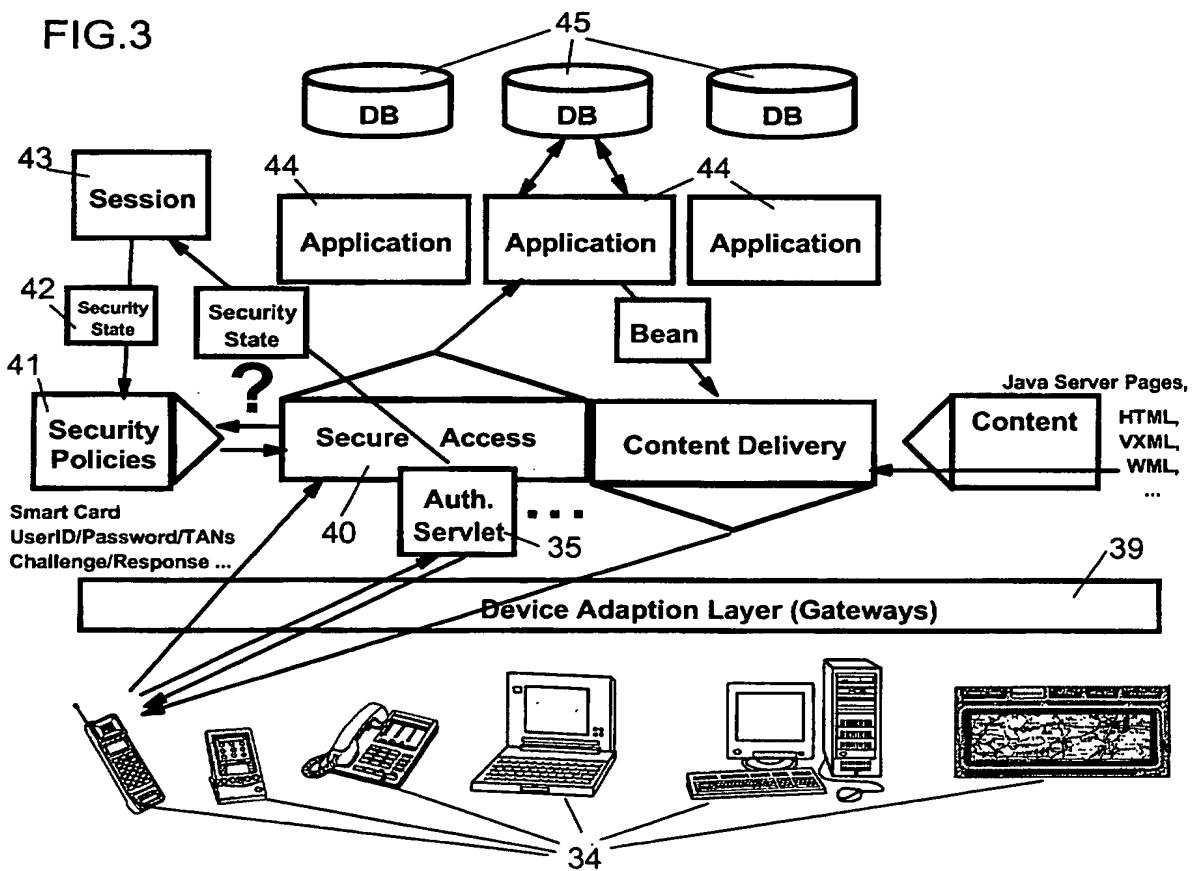 FIG.3
45
DB
DB
DB
43
Session
44
Application
Application
44
Application
42
Security
State
Security
State
Bean
41
Security
Policies
?
Secure Access
Content Delivery
Content
Java Server Pages,
HTML,
VXML,
WML,
...
Smart Card
UserID/Password/TANs
Challenge/Response ...
40
Auth.
Servlet
...
35
39
Device Adaption Layer (Gateways)
34